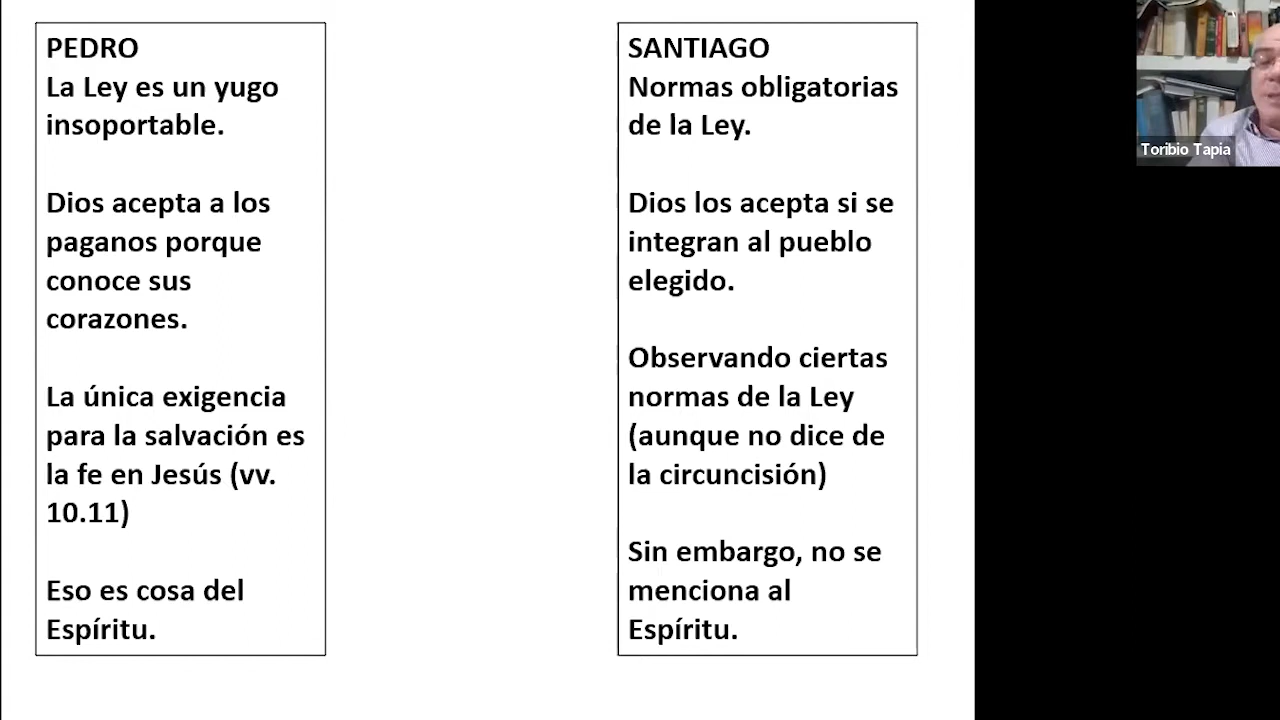 PEDRO
La Ley es un yugo
insoportable.
Dios acepta a los
paganos porque
conoce sus
corazones.
La única exigencia
para la salvación es
la fe en Jesús (vv.
10.11)
Eso es cosa del
Espíritu.
SANTIAGO
Normas obligatorias
de la Ley.
Dios los acepta si se
integran al pueblo
elegido.
Observando ciertas
normas de la Ley
(aunque no dice de
la circuncisión)
Sin embargo, no se
menciona al
Espíritu.
Toribio Tapia